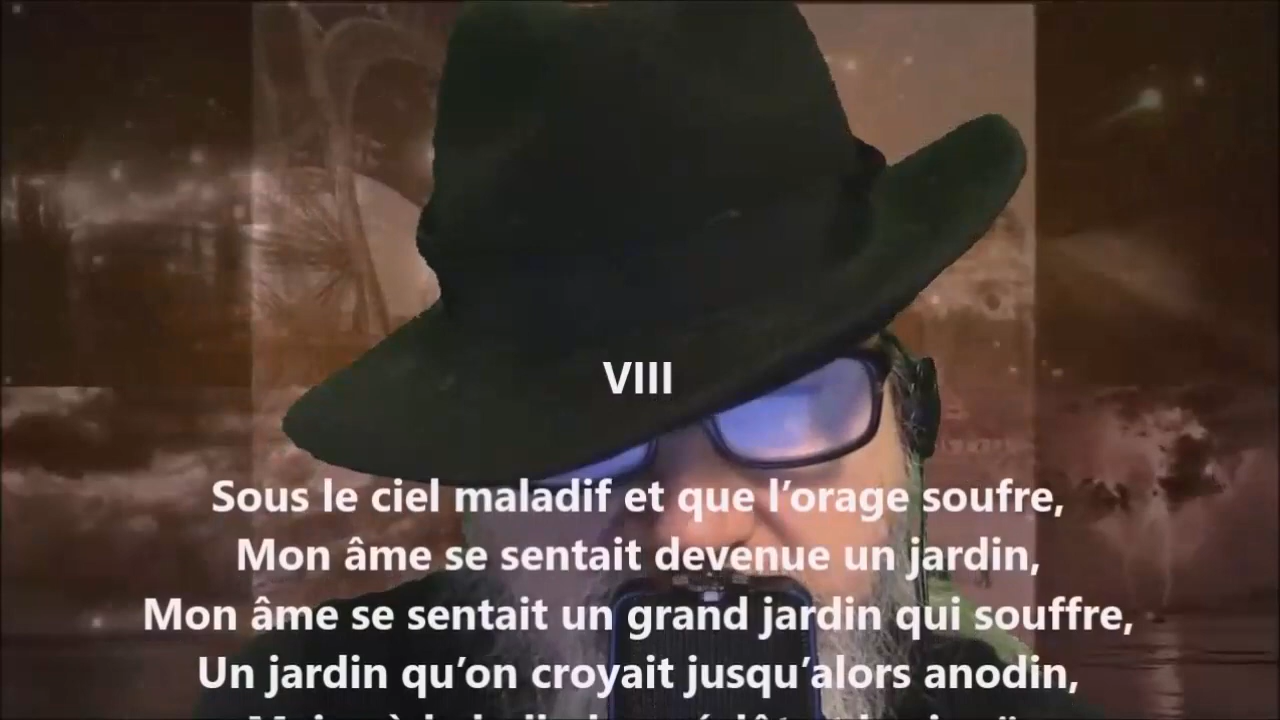 VIII
Sous le ciel maladif et que l’orage soufre,
Mon âme se sentait devenue un jardin,
Mon âme se sentait un grand jardin qui souffre,
Un jardin qu’on croyait jusqu’alors anodin,